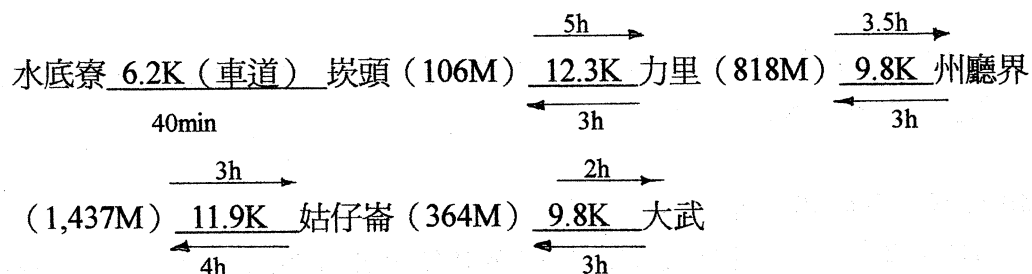 5h 3.5h
水底寮 6.2K（車道） 崁頭（106M） 12.3K 力里（818M） 9.8K 州廳界
40min 3h 3h
3h 2h
（1,437M） 11.9K 姑仔崙（364M） 9.8K 大武
4h 3h